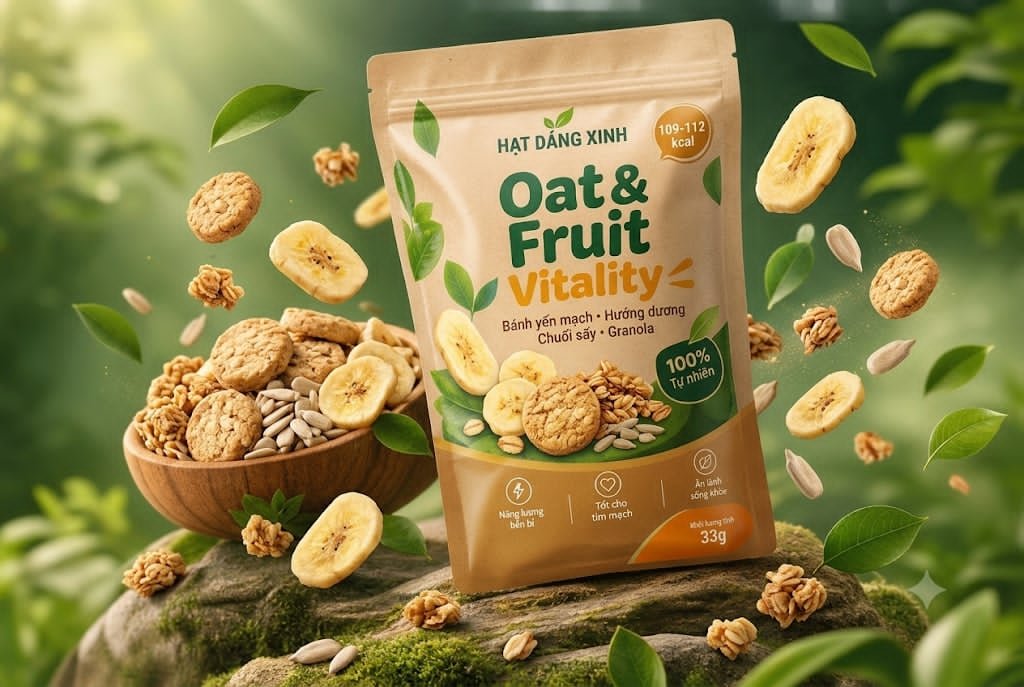 HẠT DÁNG XINH
109-112
kcal
Oat &
Fruit
Vitality
Bánh yến mạch • Hướng dương
Chuối sấy • Granola
100%
Tự nhiên
Năng lượng
bền bỉ
Tốt cho
tim mạch
Ăn lành
sống khỏe
Khối lượng tịnh
33g